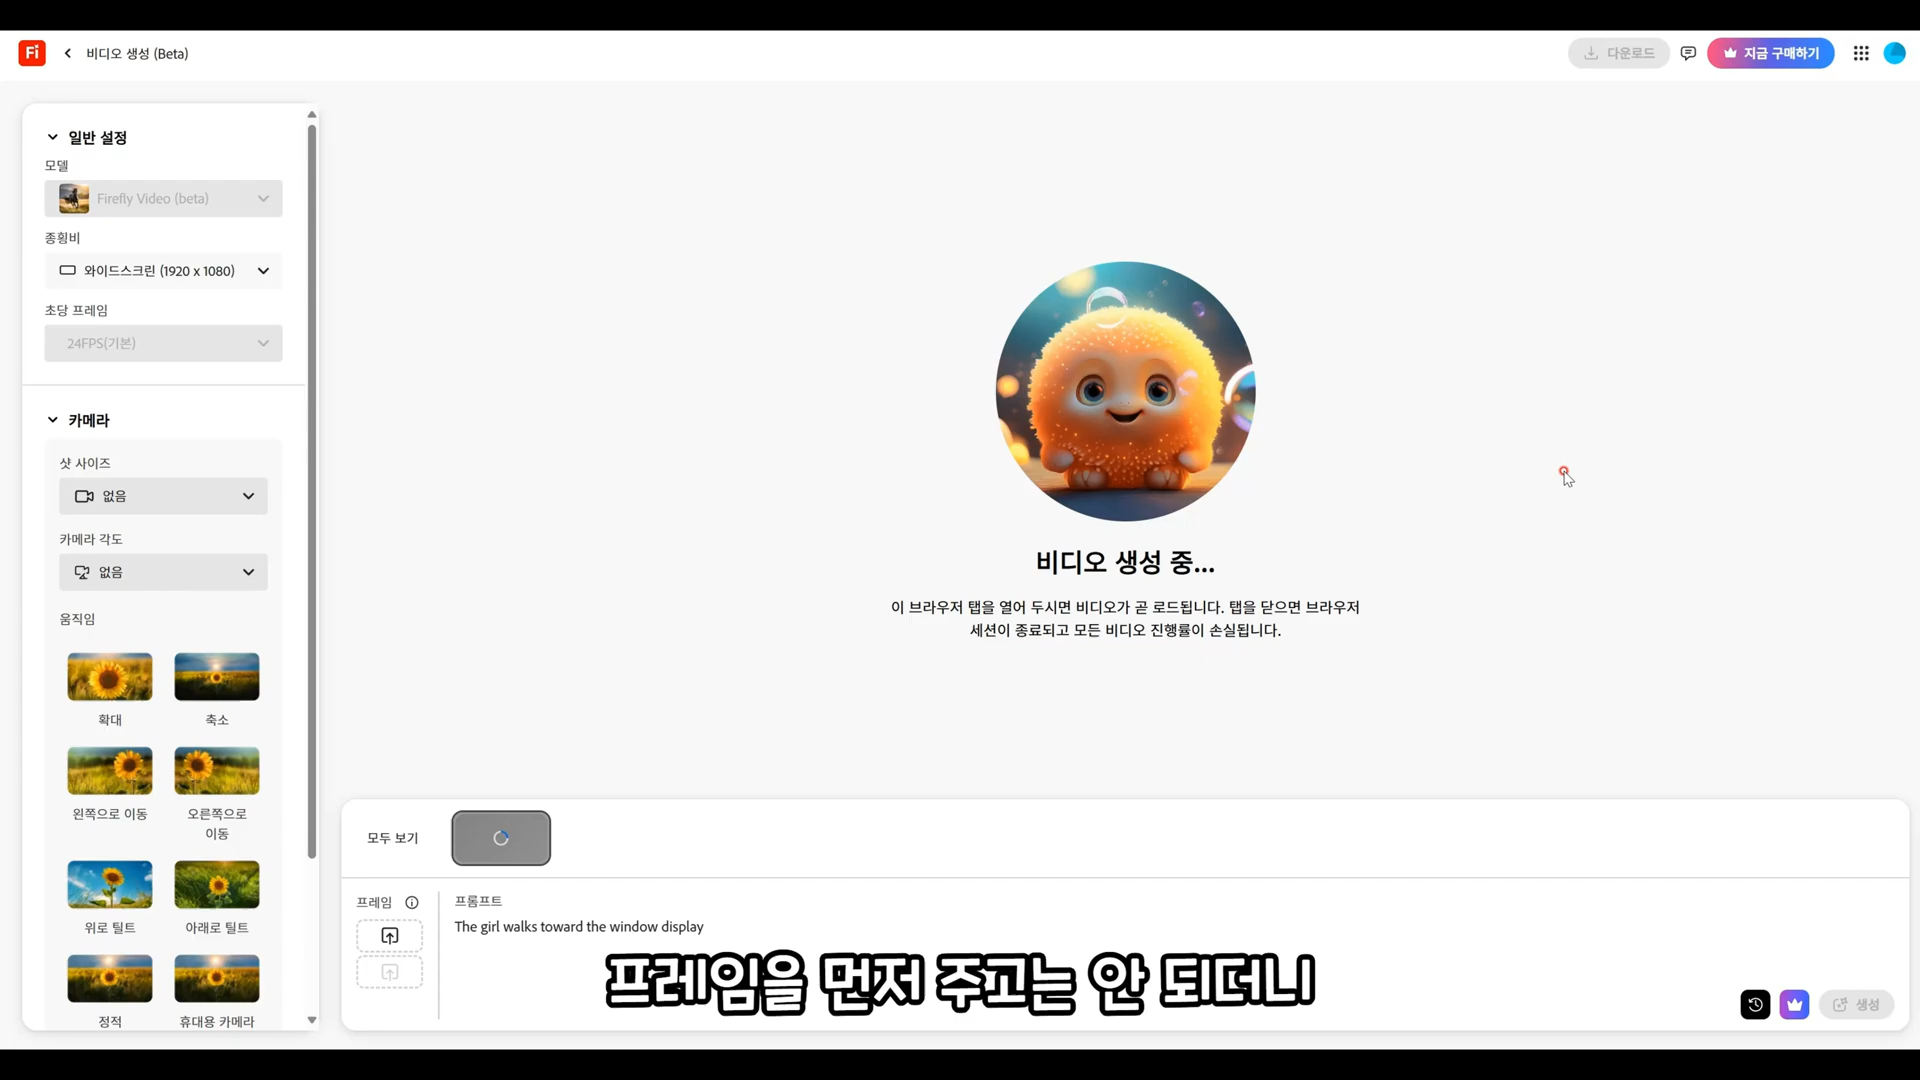 Fi
비디오 생성 (Beta)
다운로드
지금 구매하기
일반 설정
모델
Firefly Video (beta)
종횡비
와이드스크린 (1920 x 1080)
초당 프레임
24FPS(기본)
카메라
샷 사이즈
없음
카메라 각도
없음
움직임
확대
축소
왼쪽으로 이동
오른쪽으로
이동
위로 틸트
아래로 틸트
정적
휴대용 카메라
비디오 생성 중...
이 브라우저 탭을 열어 두시면 비디오가 곧 로드됩니다. 탭을 닫으면 브라우저
세션이 종료되고 모든 비디오 진행률이 손실됩니다.
모두 보기
프레임
프롬프트
The girl walks toward the window display
프레임을 먼저 주고는 안 되더니
생성